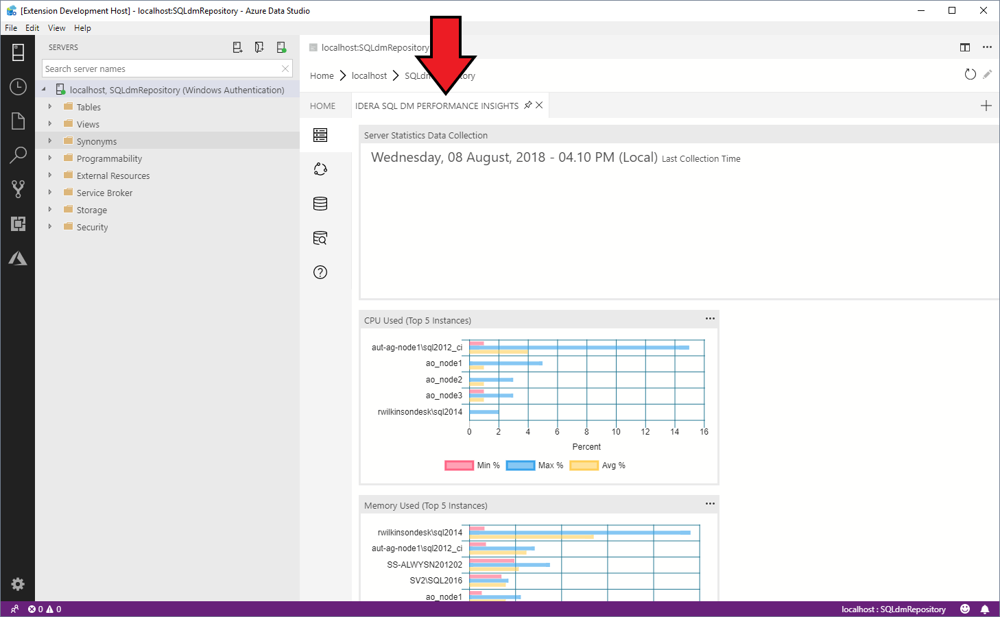 [Extension Development Host] - localhost:SQLdmRepository - Azure Data Studio
File Edit View Help
SERVERS
Search server names
localhost, SQLdmRepository (Windows Authentication)
Tables
Views
Synonyms
Programmability
External Resources
Service Broker
Storage
Security
localhost:SQLdmRepository
Home localhost
HOME IDERA SQL DM PERFORMANCE INSIGHTS
Server Statistics Data Collection
Wednesday, 08 August, 2018 - 04.10 PM (Local) Last Collection Time
CPU Used (Top 5 Instances)
aut-ag-node1\sql2012_ci
ao_node1
ao_node2
ao_node3
rwilkinsondesk\sql2014
0 2 4 6 8 10 12 14 16
Percent
Min % Max % Avg %
Memory Used (Top 5 Instances)
rwilkinsondesk\sql2014
aut-ag-node1\sql2012_ci
SS-ALWYSN201202
SV2\SQL2016
ao_node1
0 0
localhost : SQLdmRepository